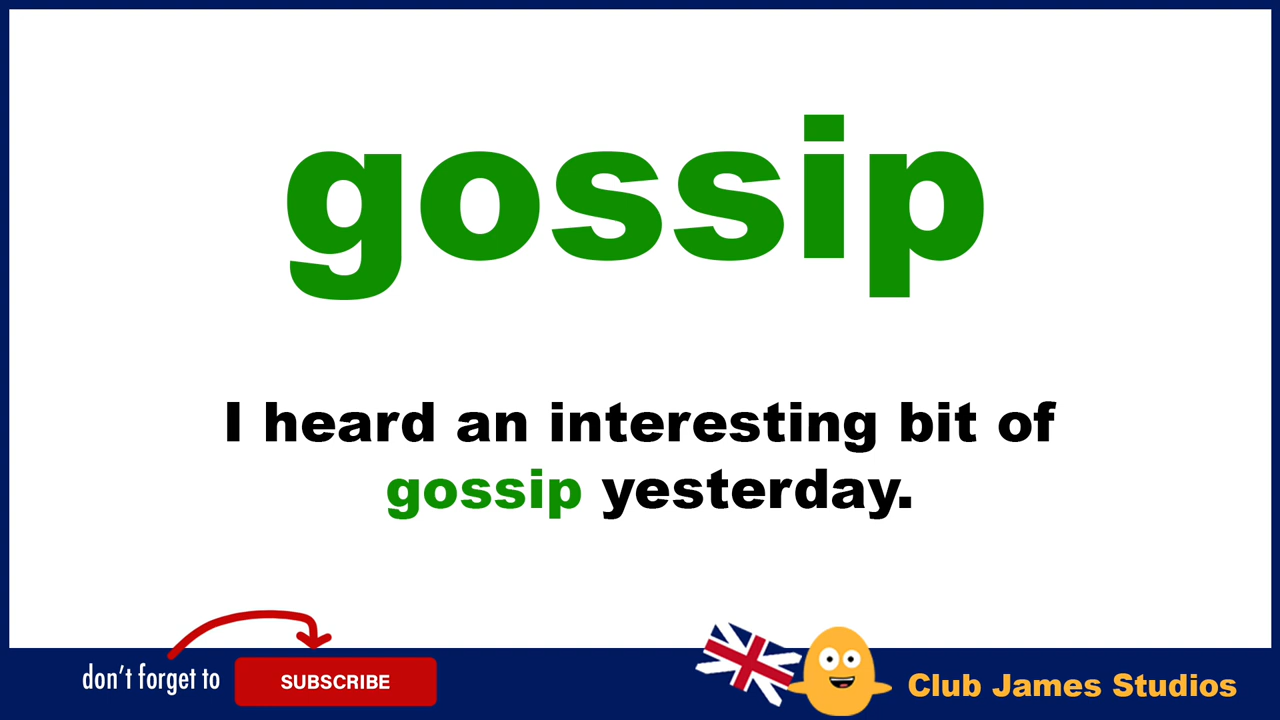 gossip
I heard an interesting bit of
gossip yesterday.
don't forget to
SUBSCRIBE
Club James Studios